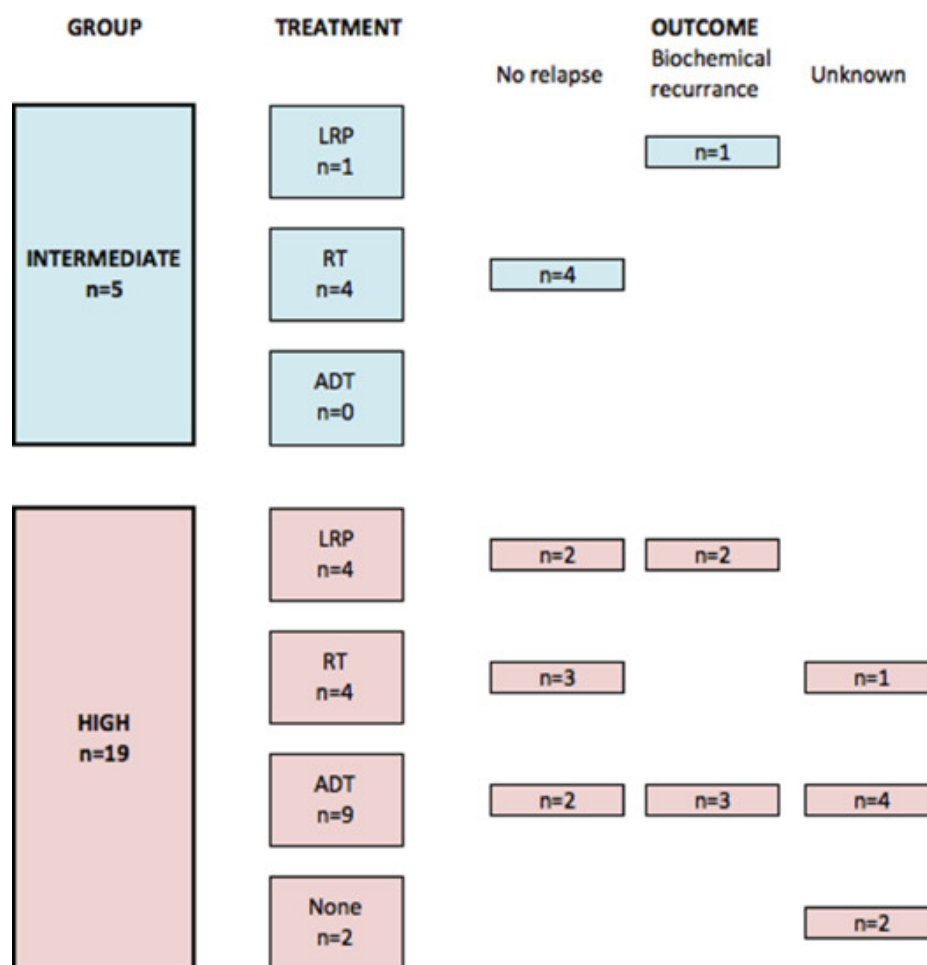 GROUP
TREATMENT
OUTCOME
No relapse
Biochemical
recurrance
Unknown
INTERMEDIATE
n=5
LRP
n=1
n=1
RT
n=4
n=4
ADT
n=0
HIGH
n=19
LRP
n=4
n=2
n=2
RT
n=4
n=3
n=1
ADT
n=9
n=2
n=3
n=4
None
n=2
n=2